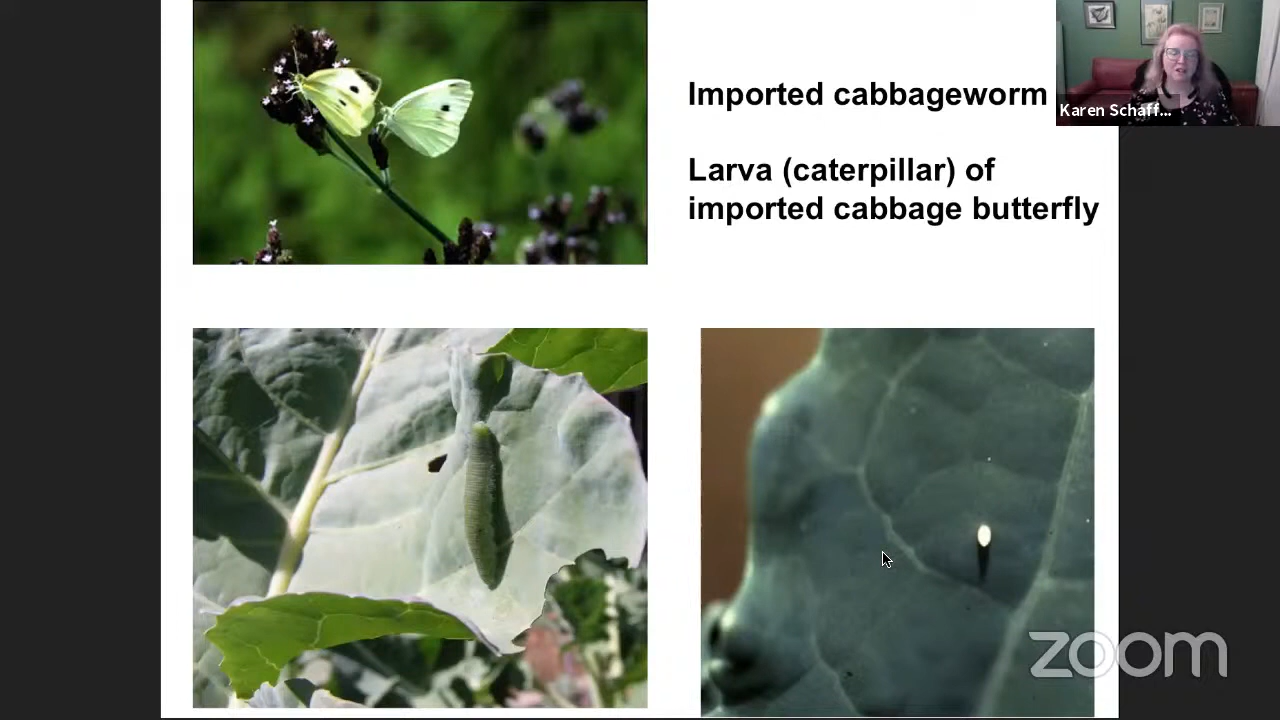 Imported cabbageworm
Karen Schaff...
Larva (caterpillar) of
imported cabbage butterfly
zoom